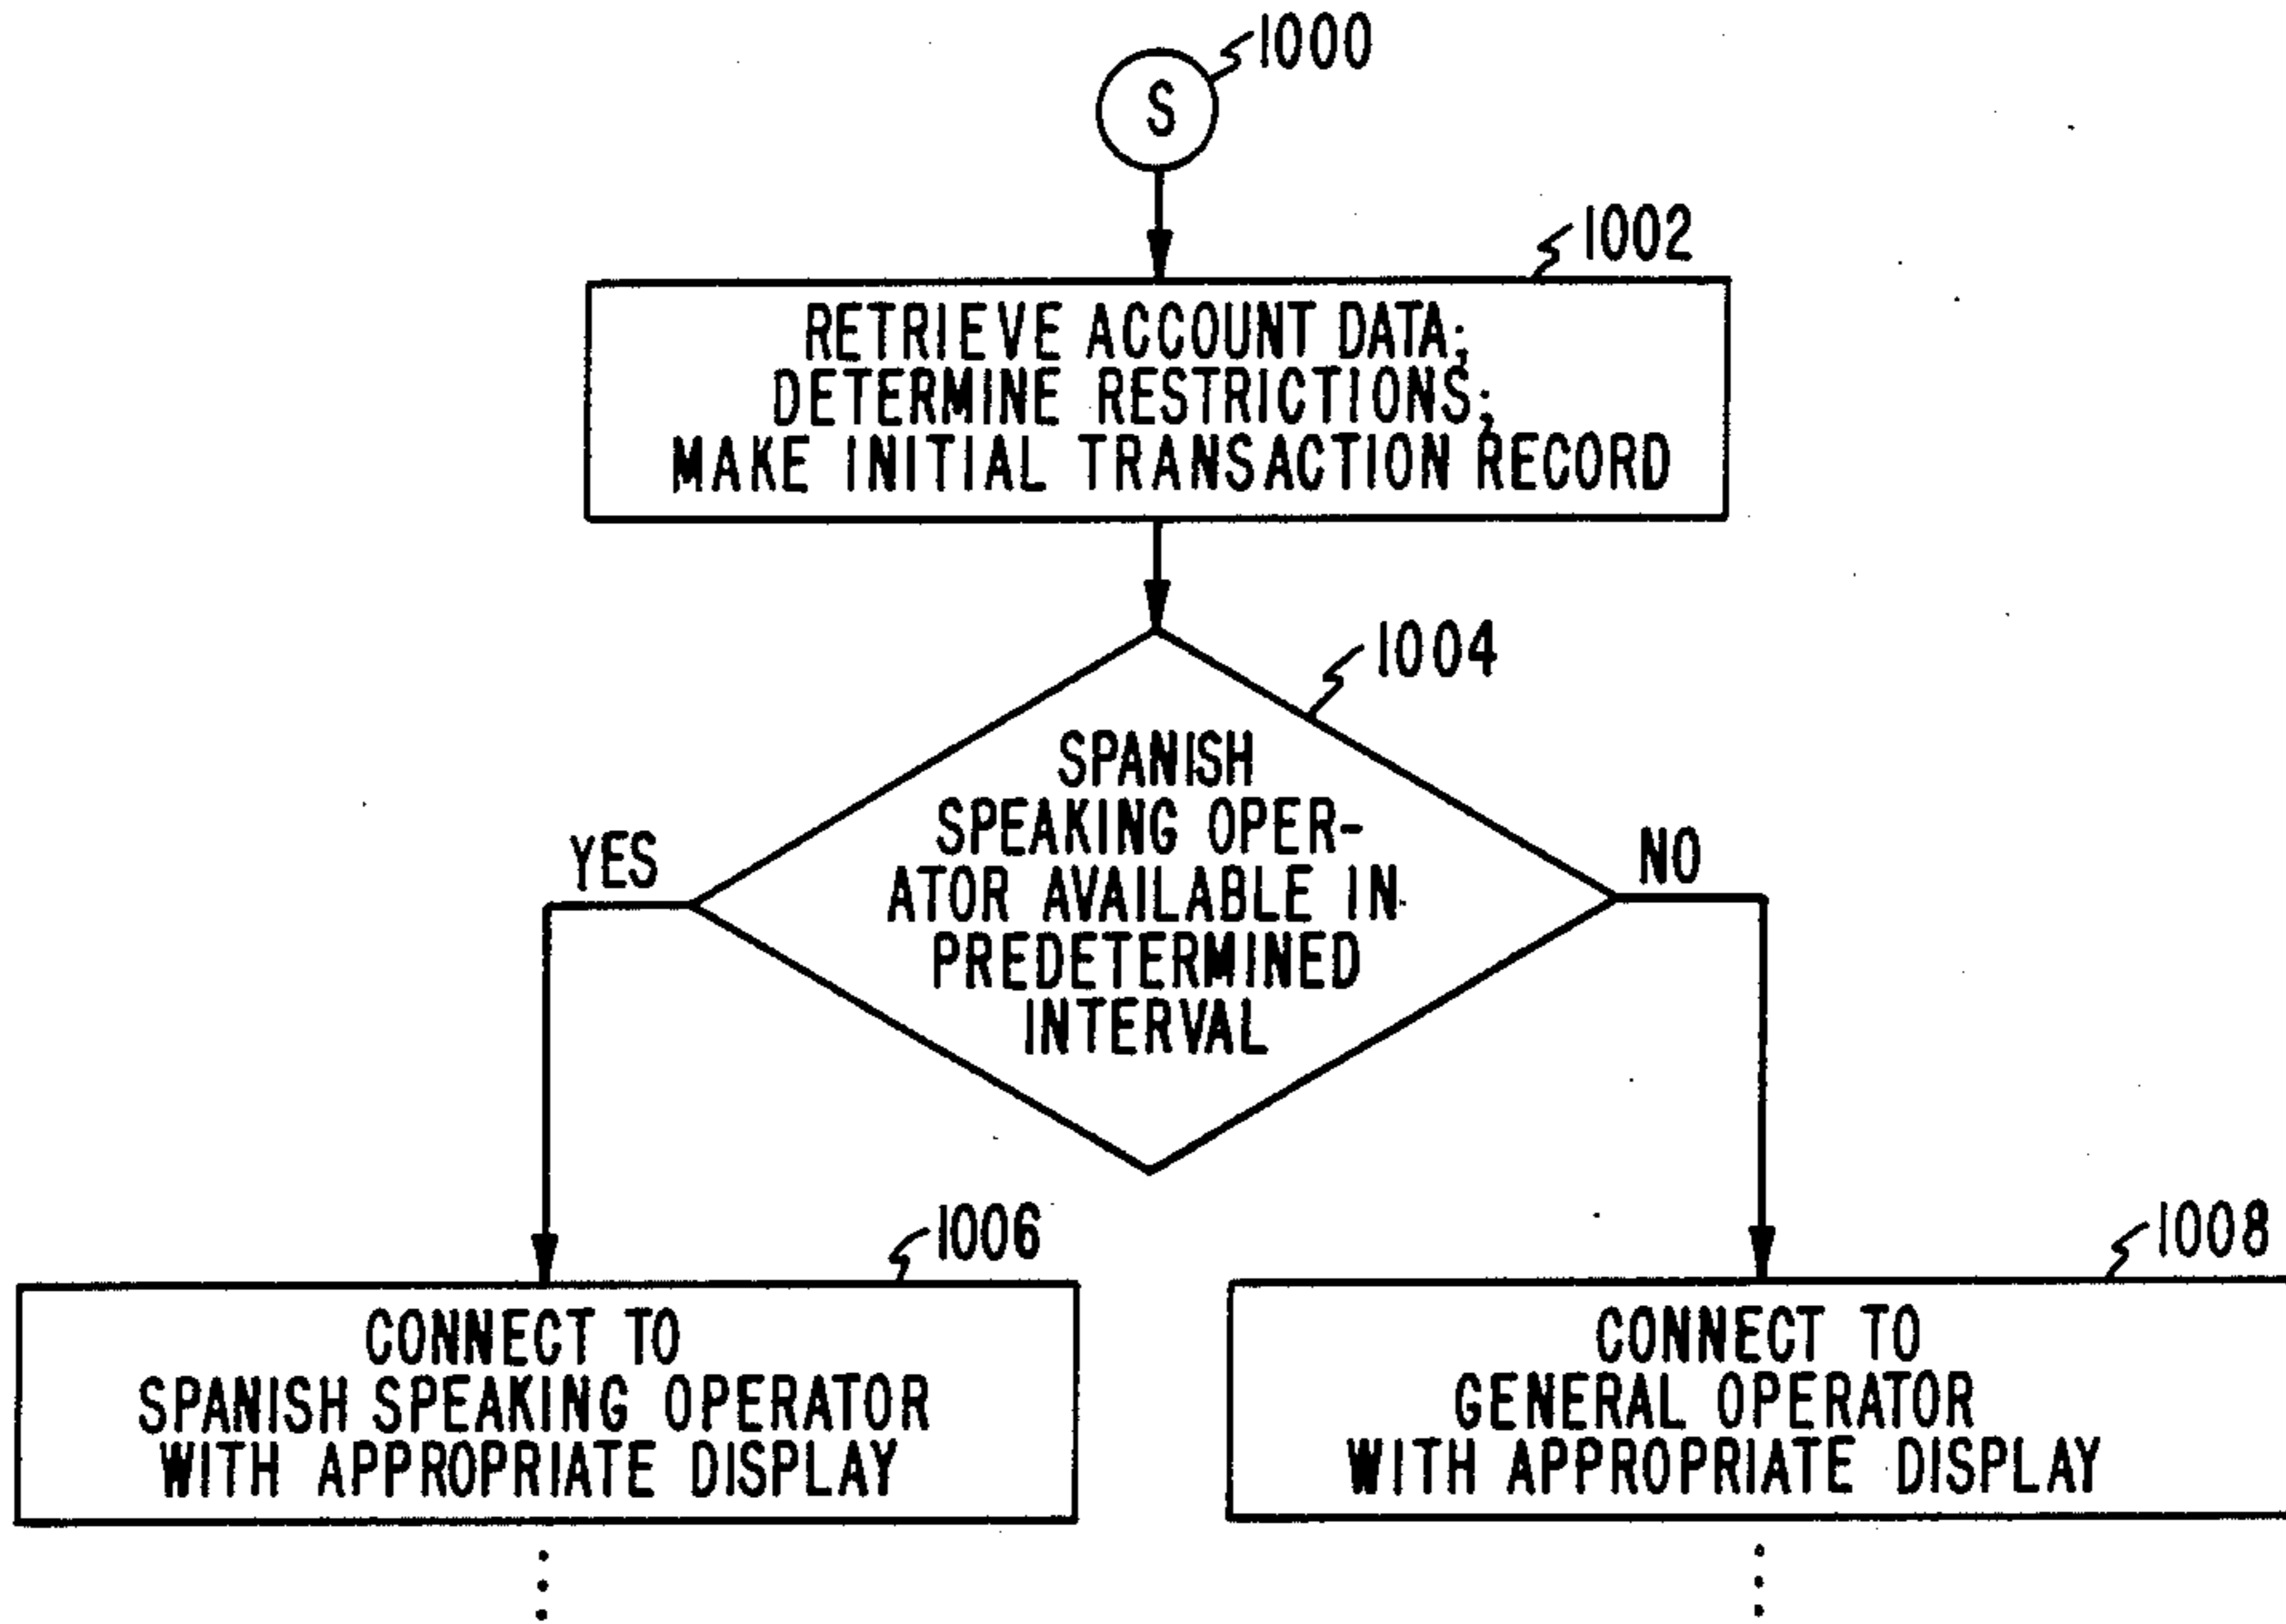 1000
S
1002
RETRIEVE ACCOUNT DATA;
DETERMINE RESTRICTIONS;
MAKE INITIAL TRANSACTION RECORD
1004
SPANISH
SPEAKING OPER-
ATOR AVAILABLE IN
PREDETERMINED
INTERVAL
YES
NO
1006
CONNECT TO
SPANISH SPEAKING OPERATOR
WITH APPROPRIATE DISPLAY
1008
CONNECT TO
GENERAL OPERATOR
WITH APPROPRIATE DISPLAY